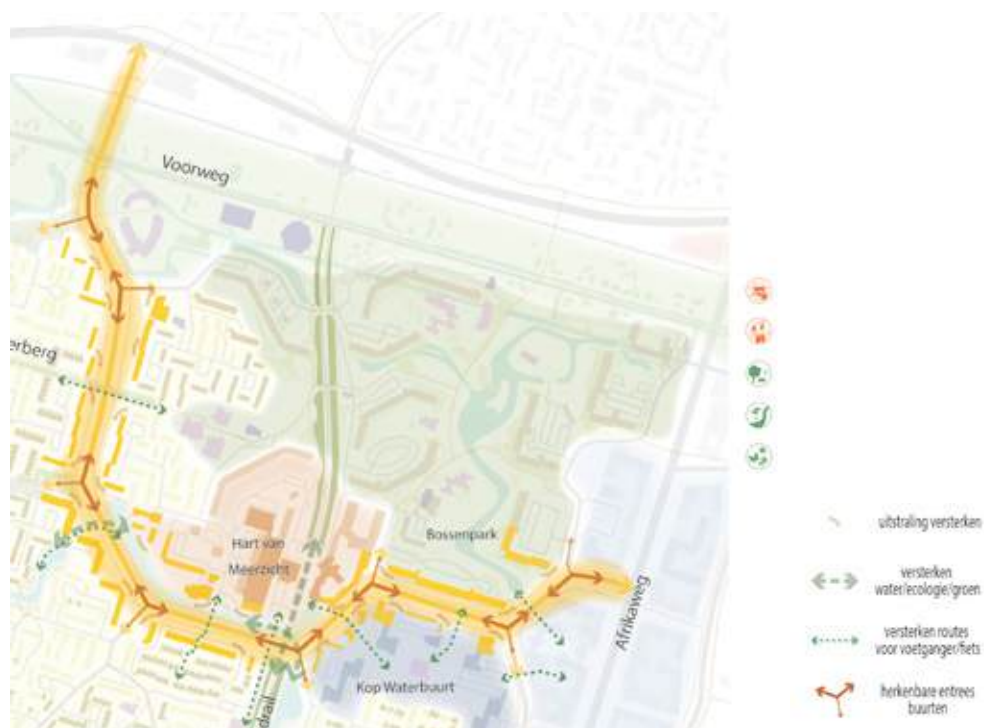 Voorweg
erberg
Hart van
Meerzicht
Bossenpark
Afrikaweg
Kop Waterbuurt
drail
uitstraling versterken
versterken
water/ecologie/groen
versterken routes
voor voetganger/fiets
herkenbare entrees
buurten